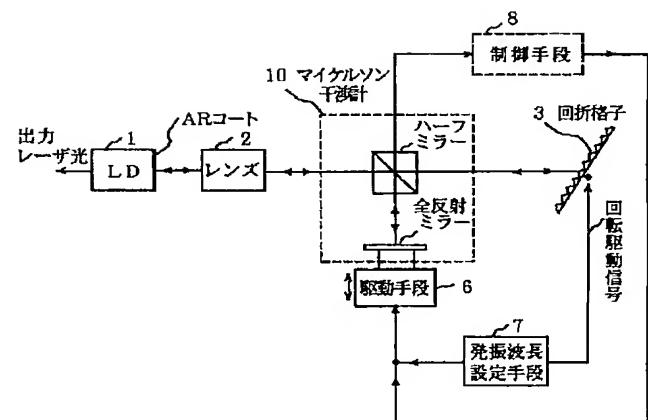 8
制御手段
10 マイケルソン
干渉計
3 回折格子
出力
レーザ光
1
ARコート
2
LD
レンズ
ハーフ
ミラー
全反射
ミラー
駆動手段
6
回転駆動信号
7
発振波長
設定手段